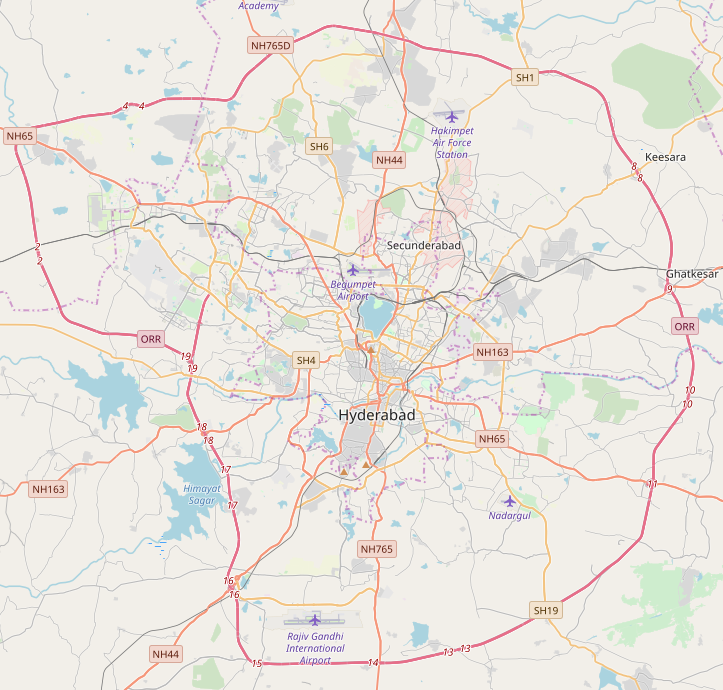 Academy
NH765D
SH1
4
4
NH65
Hakimpet
Air Force
Station
SH6
NH44
Keesara
8
8
Secunderabad
2
2
Ghatkesar
Begumpet
Airport
9
ORR
ORR
NH163
19
19
SH4
10
10
Hyderabad
18
18
NH65
17
11
NH163
Himayat
Sagar
17
Nadargul
NH765
16
16
SH19
Rajiv Gandhi
International
Airport
NH44
13
13
15
14